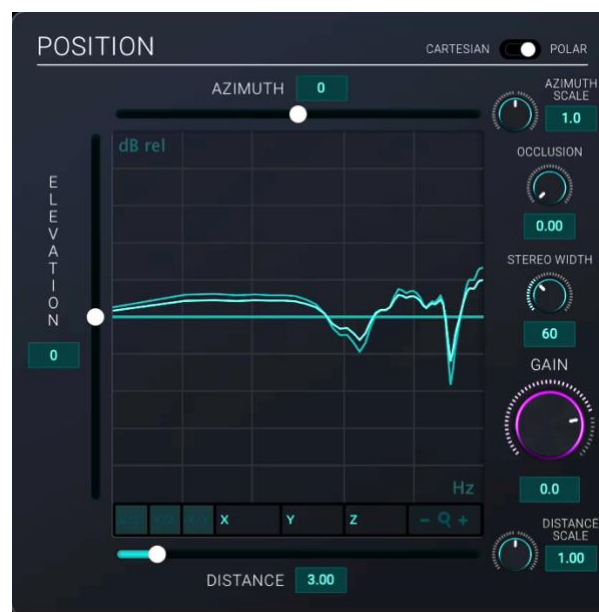 POSITION
CARTESIAN POLAR
AZIMUTH 0
AZIMUTH
SCALE
1.0
dB rel
OCCLUSION
0.00
ELEVATION
0
STEREO WIDTH
60
GAIN
0.0
Hz
X Y Z - +
DISTANCE 3.00
DISTANCE
SCALE
1.00